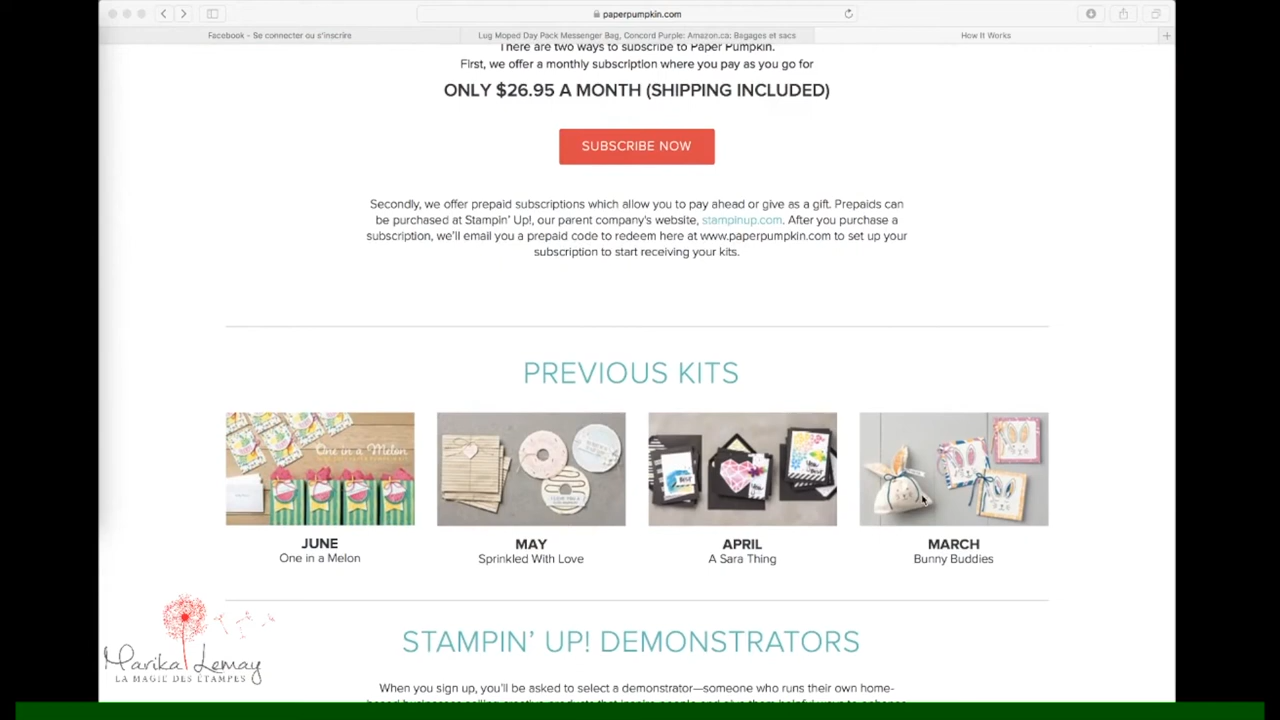 paperpumpkin.com
Facebook - Se connecter ou s'inscrire
Lug Moped Day Pack Messenger Bag, Concord Purple: Amazon.ca: Bagages et sacs
How It Works
There are two ways to subscribe to Paper Pumpkin.
First, we offer a monthly subscription where you pay as you go for
ONLY $26.95 A MONTH (SHIPPING INCLUDED)
SUBSCRIBE NOW
Secondly, we offer prepaid subscriptions which allow you to pay ahead or give as a gift. Prepaids can
be purchased at Stampin' Up!, our parent company's website, stampinup.com. After you purchase a
subscription, we'll email you a prepaid code to redeem here at www.paperpumpkin.com to set up your
subscription to start receiving your kits.
PREVIOUS KITS
One in a Melon
JUNE
One in a Melon
MAY
Sprinkled With Love
APRIL
A Sara Thing
MARCH
Bunny Buddies
STAMPIN' UP! DEMONSTRATORS
Marika Lemay
LA MAGIE DES ÉTAMPES
When you sign up, you'll be asked to select a demonstrator—someone who runs their own home-